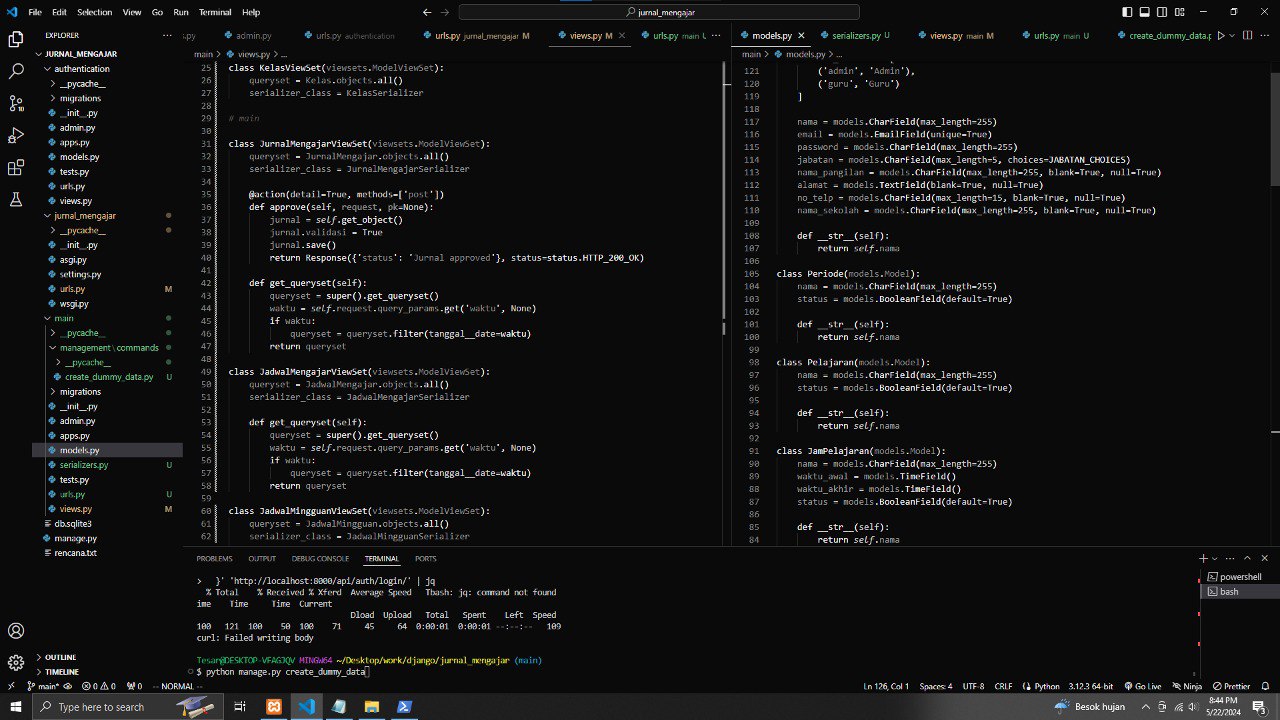 File Edit Selection View Go Run Terminal Help
jurnal_mengajar
EXPLORER
JURNAL_MENGAJAR
authentication
__pycache__
migrations
__init__.py
admin.py
apps.py
models.py
tests.py
urls.py
views.py
jurnal_mengajar
__pycache__
__init__.py
asgi.py
settings.py
urls.py M
wsgi.py
main
__pycache__
management \ commands
__pycache__
create_dummy_data.py U
migrations
__init__.py
admin.py
apps.py
models.py
serializers.py U
tests.py
urls.py U
views.py M
db.sqlite3
manage.py
rencana.txt
OUTLINE
TIMELINE
.py admin.py urls.py authentication urls.py jurnal_mengajar M views.py M urls.py main U
main > views.py > ...
25 class KelasViewSet(viewsets.ModelViewSet):
26 queryset = Kelas.objects.all()
27 serializer_class = KelasSerializer
28
29 # main
30
31 class JurnalMengajarViewSet(viewsets.ModelViewSet):
32 queryset = JurnalMengajar.objects.all()
33 serializer_class = JurnalMengajarSerializer
34
35 @action(detail=True, methods=['post'])
36 def approve(self, request, pk=None):
37 jurnal = self.get_object()
38 jurnal.validasi = True
39 jurnal.save()
40 return Response({'status': 'Jurnal approved'}, status=status.HTTP_200_OK)
41
42 def get_queryset(self):
43 queryset = super().get_queryset()
44 waktu = self.request.query_params.get('waktu', None)
45 if waktu:
46 queryset = queryset.filter(tanggal__date=waktu)
47 return queryset
48
49 class JadwalMengajarViewSet(viewsets.ModelViewSet):
50 queryset = JadwalMengajar.objects.all()
51 serializer_class = JadwalMengajarSerializer
52
53 def get_queryset(self):
54 queryset = super().get_queryset()
55 waktu = self.request.query_params.get('waktu', None)
56 if waktu:
57 queryset = queryset.filter(tanggal__date=waktu)
58 return queryset
59
60 class JadwalMingguanViewSet(viewsets.ModelViewSet):
61 queryset = JadwalMingguan.objects.all()
62 serializer_class = JadwalMingguanSerializer
models.py serializers.py U views.py main M urls.py main U create_dummy_data.py
main > models.py > ...
121 ('admin', 'Admin'),
120 ('guru', 'Guru')
119 ]
118
117 nama = models.CharField(max_length=255)
116 email = models.EmailField(unique=True)
115 password = models.CharField(max_length=255)
114 jabatan = models.CharField(max_length=5, choices=JABATAN_CHOICES)
113 nama_pangilan = models.CharField(max_length=255, blank=True, null=True)
112 alamat = models.TextField(blank=True, null=True)
111 no_telp = models.CharField(max_length=15, blank=True, null=True)
110 nama_sekolah = models.CharField(max_length=255, blank=True, null=True)
109
108 def __str__(self):
107 return self.nama
106
105 class Periode(models.Model):
104 nama = models.CharField(max_length=255)
103 status = models.BooleanField(default=True)
102
101 def __str__(self):
100 return self.nama
99
98 class Pelajaran(models.Model):
97 nama = models.CharField(max_length=255)
96 status = models.BooleanField(default=True)
95
94 def __str__(self):
93 return self.nama
92
91 class JamPelajaran(models.Model):
90 nama = models.CharField(max_length=255)
89 waktu_awal = models.TimeField()
88 waktu_akhir = models.TimeField()
87 status = models.BooleanField(default=True)
86
85 def __str__(self):
84 return self.nama
PROBLEMS OUTPUT DEBUG CONSOLE TERMINAL PORTS
> }' 'http://localhost:8000/api/auth/login/' | jq
% Total % Received % Xferd Average Speed Tbash: jq: command not found
ime Time Time Current
Dload Upload Total Spent Left Speed
100 121 100 50 100 71 45 64 0:00:01 0:00:01 --:--:-- 109
curl: Failed writing body
Tesar@DESKTOP-VFAGJQV MINGW64 ~/Desktop/work/django/jurnal_mengajar (main)
$ python manage.py create_dummy_data
powershell
bash
main* 0 0 0 -- NORMAL -- Ln 126, Col 1 Spaces: 4 UTF-8 CRLF Python 3.12.3 64-bit Go Live Ninja Prettier
Type here to search
Besok hujan
8:44 PM
5/22/2024